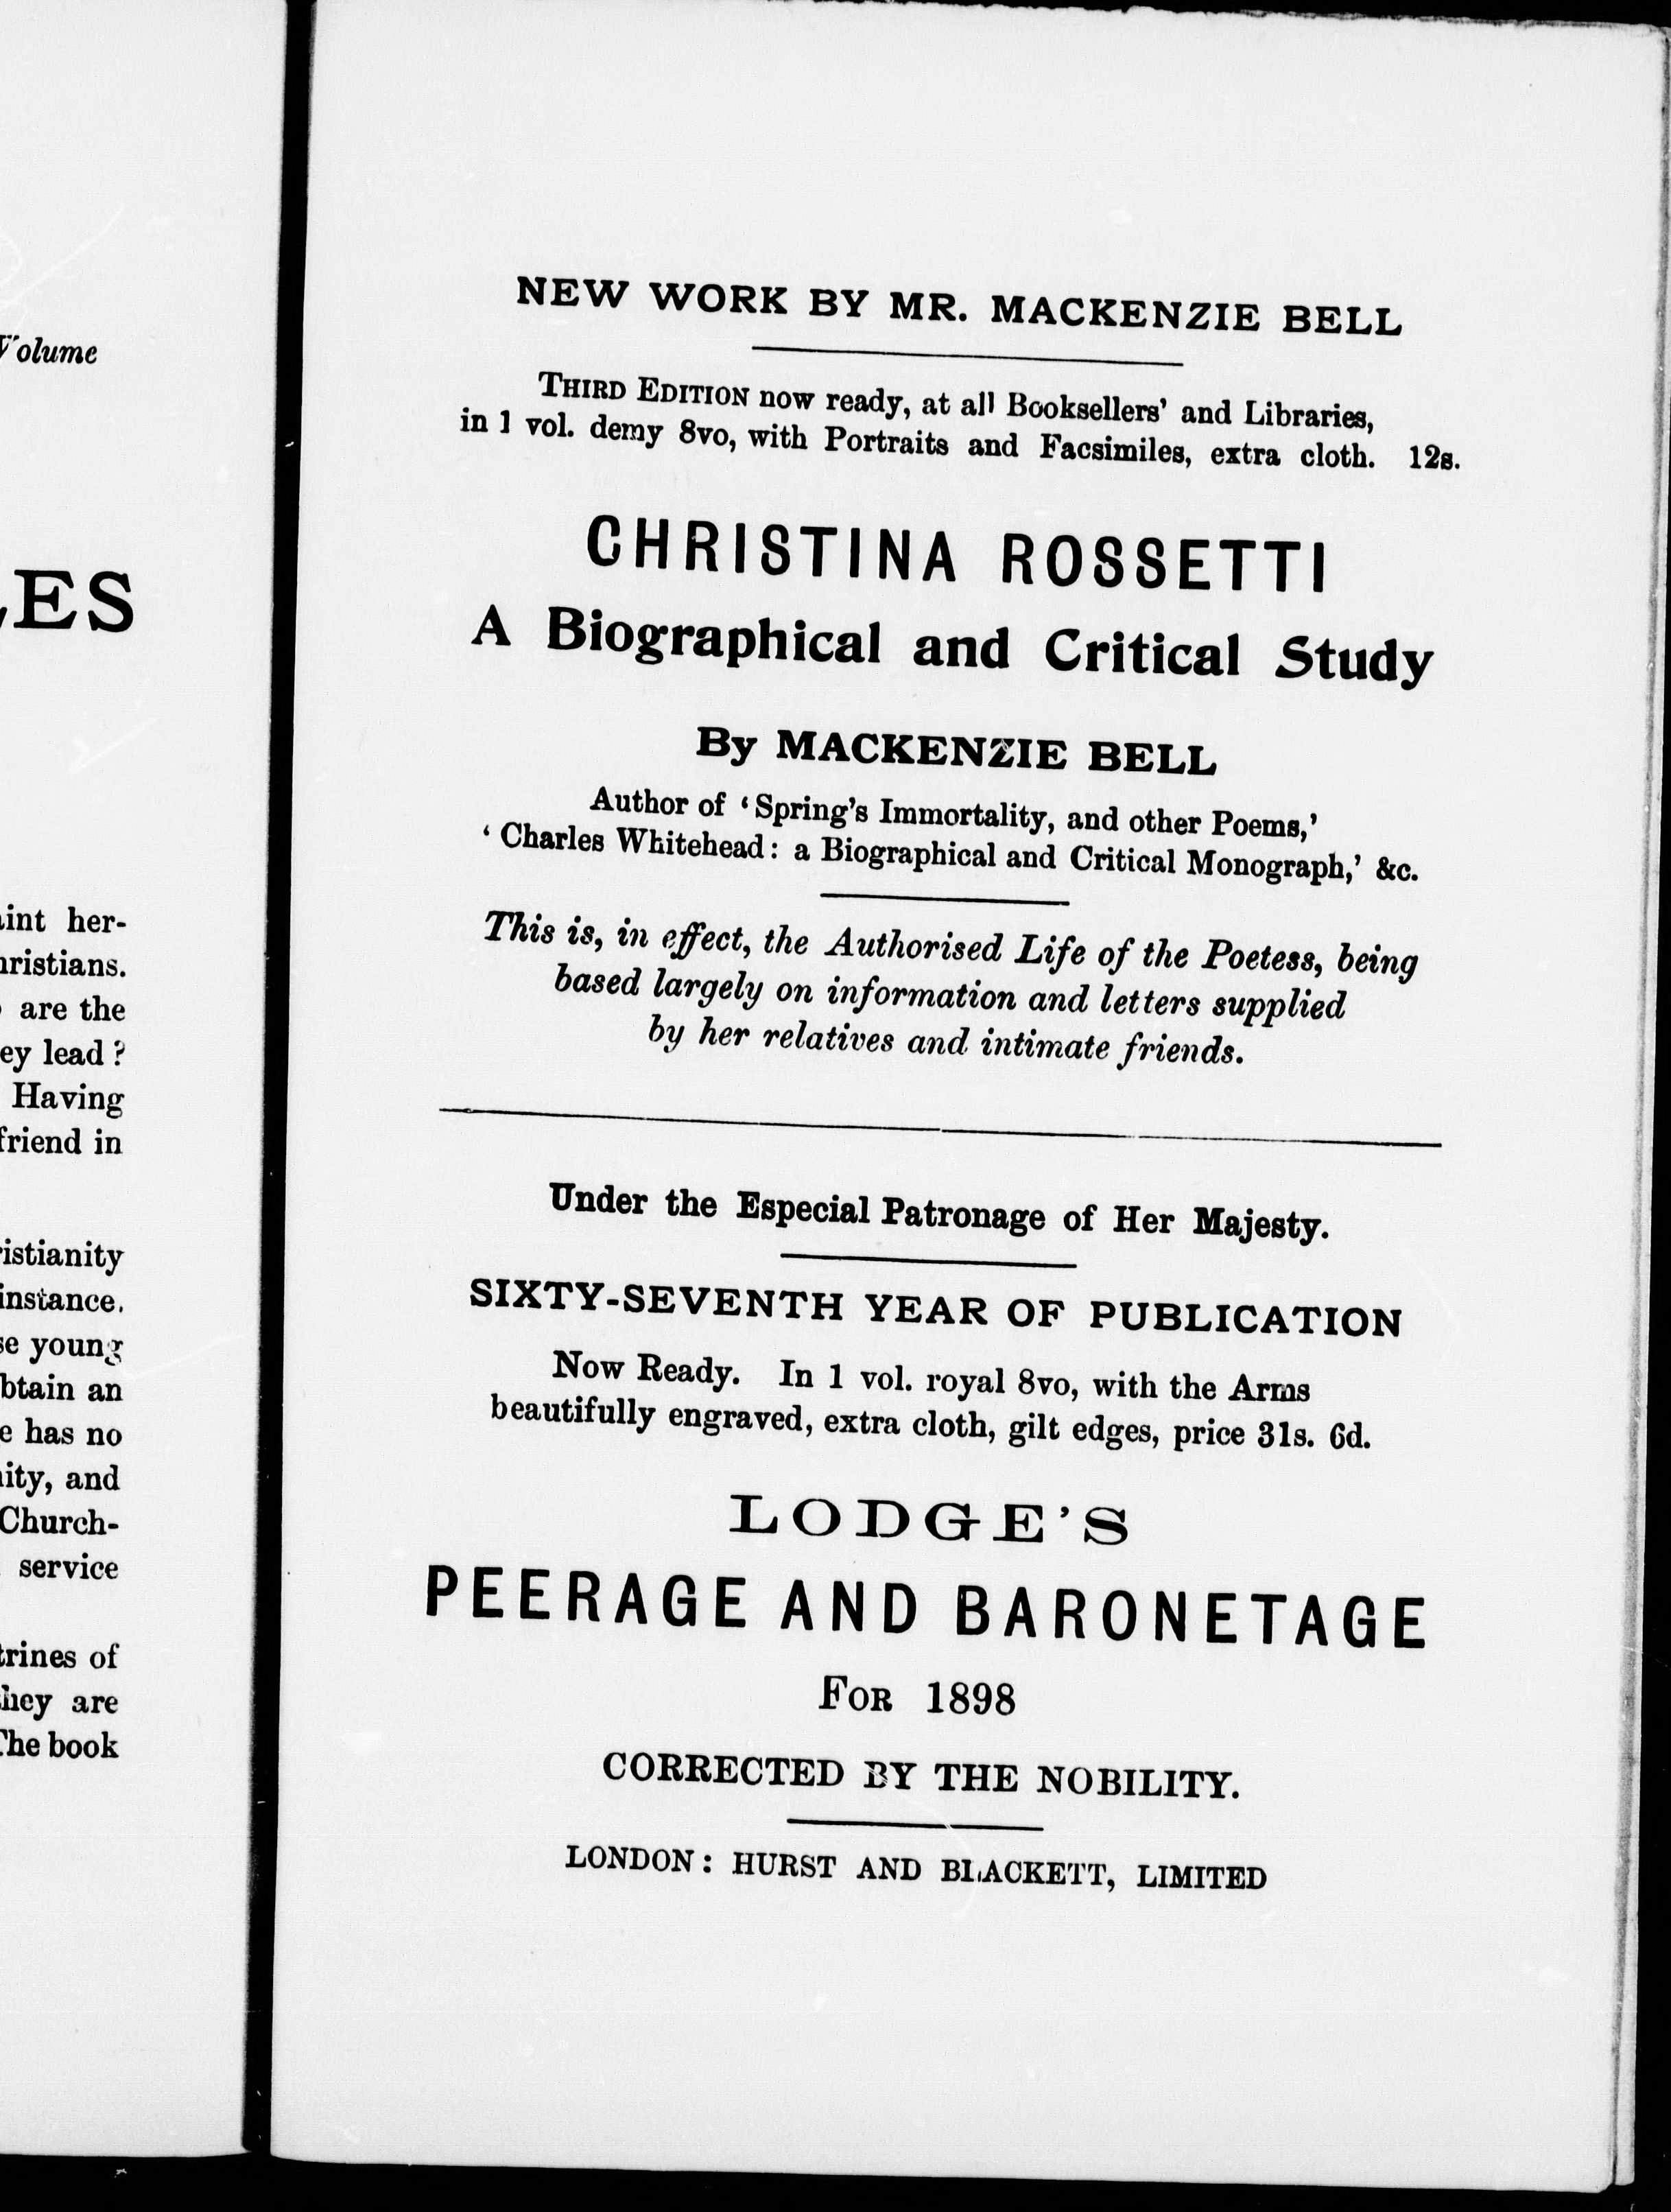 Volume
ES
int her-
ristians.
are the
ey lead?
Having
friend in
istianity
instance.
se young
btain an
e has no
ity, and
Church-
service
trines of
they are
The book
NEW WORK BY MR. MACKENZIE BELL
THIRD EDITION now ready, at all Booksellers' and Libraries,
in 1 vol. demy 8vo, with Portraits and Facsimiles, extra cloth. 12s.
CHRISTINA ROSSETTI
A Biographical and Critical Study
By MACKENZIE BELL
Author of ‘Spring's Immortality, and other Poems,’
‘Charles Whitehead: a Biographical and Critical Monograph,’ &c.
This is, in effect, the Authorised Life of the Poetess, being
based largely on information and letters supplied
by her relatives and intimate friends.
Under the Especial Patronage of Her Majesty.
SIXTY-SEVENTH YEAR OF PUBLICATION
Now Ready. In 1 vol. royal 8vo, with the Arms
beautifully engraved, extra cloth, gilt edges, price 31s. 6d.
LODGE'S
PEERAGE AND BARONETAGE
FOR 1898
CORRECTED BY THE NOBILITY.
LONDON: HURST AND BLACKETT, LIMITED